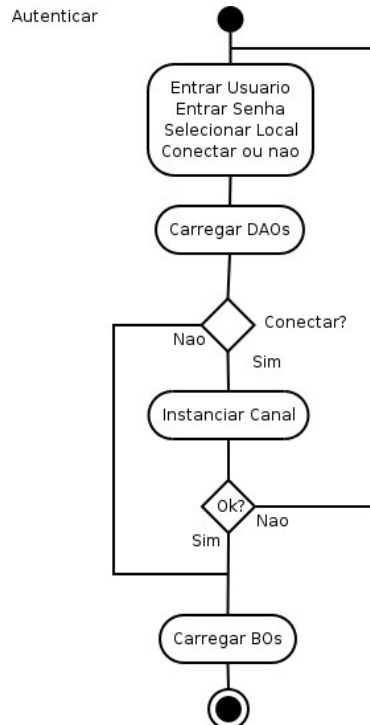 Autenticar
Entrar Usuario
Entrar Senha
Selecionar Local
Conectar ou nao
Carregar DAOs
Conectar?
Nao
Sim
Instanciar Canal
Ok?
Nao
Sim
Carregar BOs